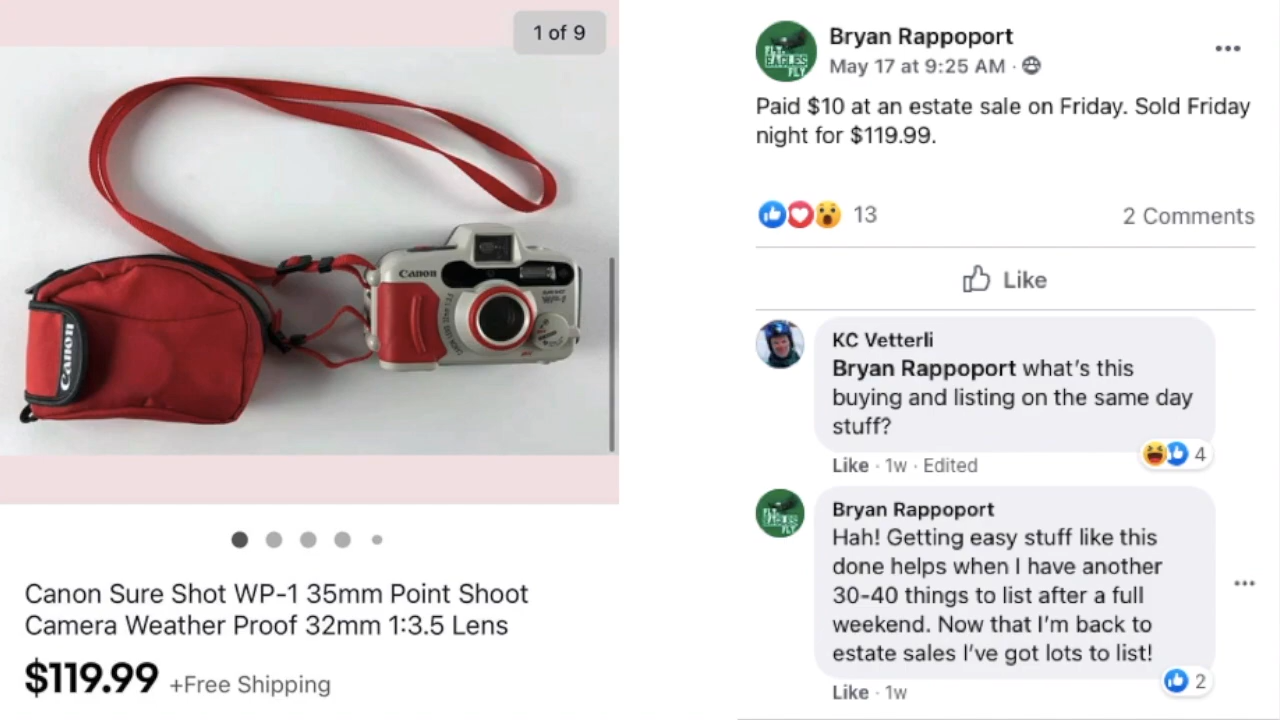 1 of 9
Canon
Canon
Canon Sure Shot WP-1 35mm Point Shoot
Camera Weather Proof 32mm 1:3.5 Lens
$119.99 +Free Shipping
FLY.
EAGLES
FLY
Bryan Rappoport
May 17 at 9:25 AM ·
Paid $10 at an estate sale on Friday. Sold Friday
night for $119.99.
13
2 Comments
Like
KC Vetterli
Bryan Rappoport what's this
buying and listing on the same day
stuff?
4
Like · 1w · Edited
Bryan Rappoport
Hah! Getting easy stuff like this
done helps when I have another
30-40 things to list after a full
weekend. Now that I'm back to
estate sales I've got lots to list!
2
Like · 1w